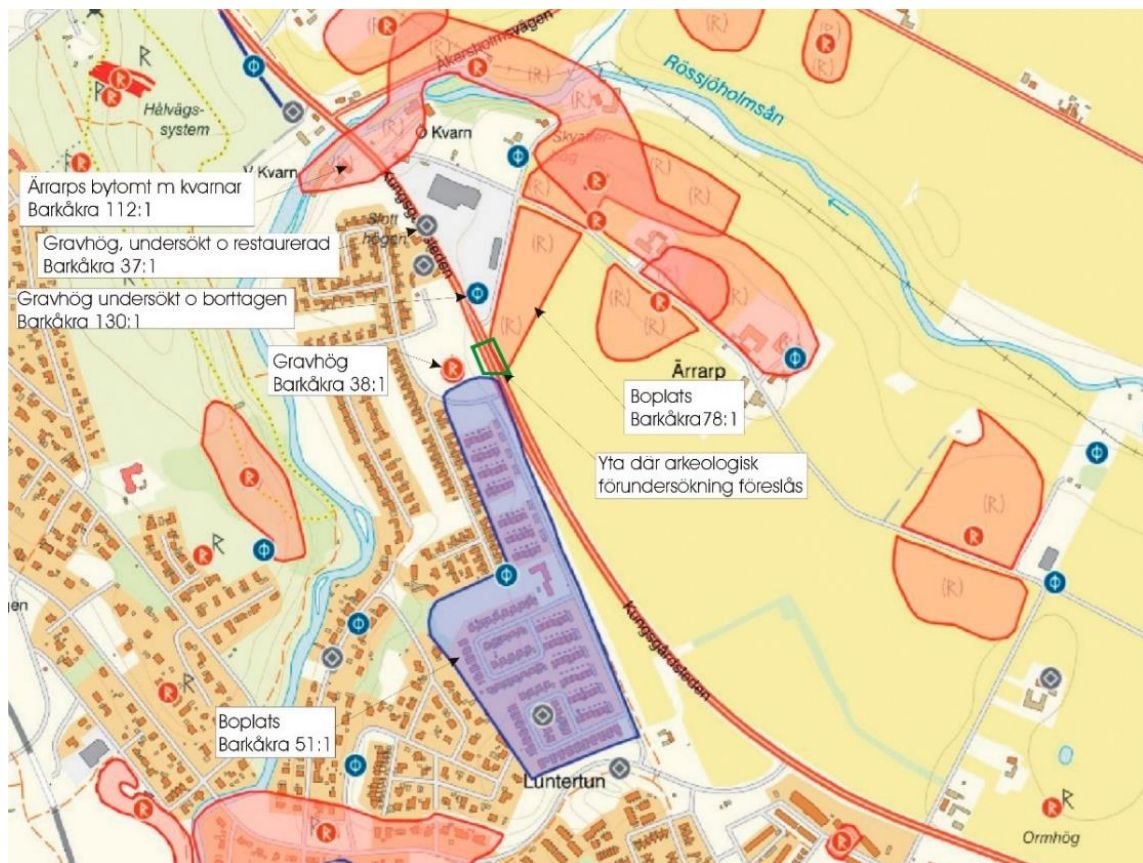 Åkersholmsvägen
Rössjöholmsån
Hålvägs-
system
Ö Kvarn
V Kvarn
Ärrarps bytomt m kvarnar
Barkåkra 112:1
Kungsgårdsleden
Gravhög, undersökt o restaurerad
Barkåkra 37:1
Gravhög undersökt o borttagen
Barkåkra 130:1
Gravhög
Barkåkra 38:1
Ärrarp
Boplats
Barkåkra78:1
Yta där arkeologisk
förundersökning föreslås
Kungsgårdsleden
Boplats
Barkåkra 51:1
Luntertun
Ormhög
(R)
(R)
(R)
(R)
(R)
(R)
(R)
(R)
(R)
(R)
(R)